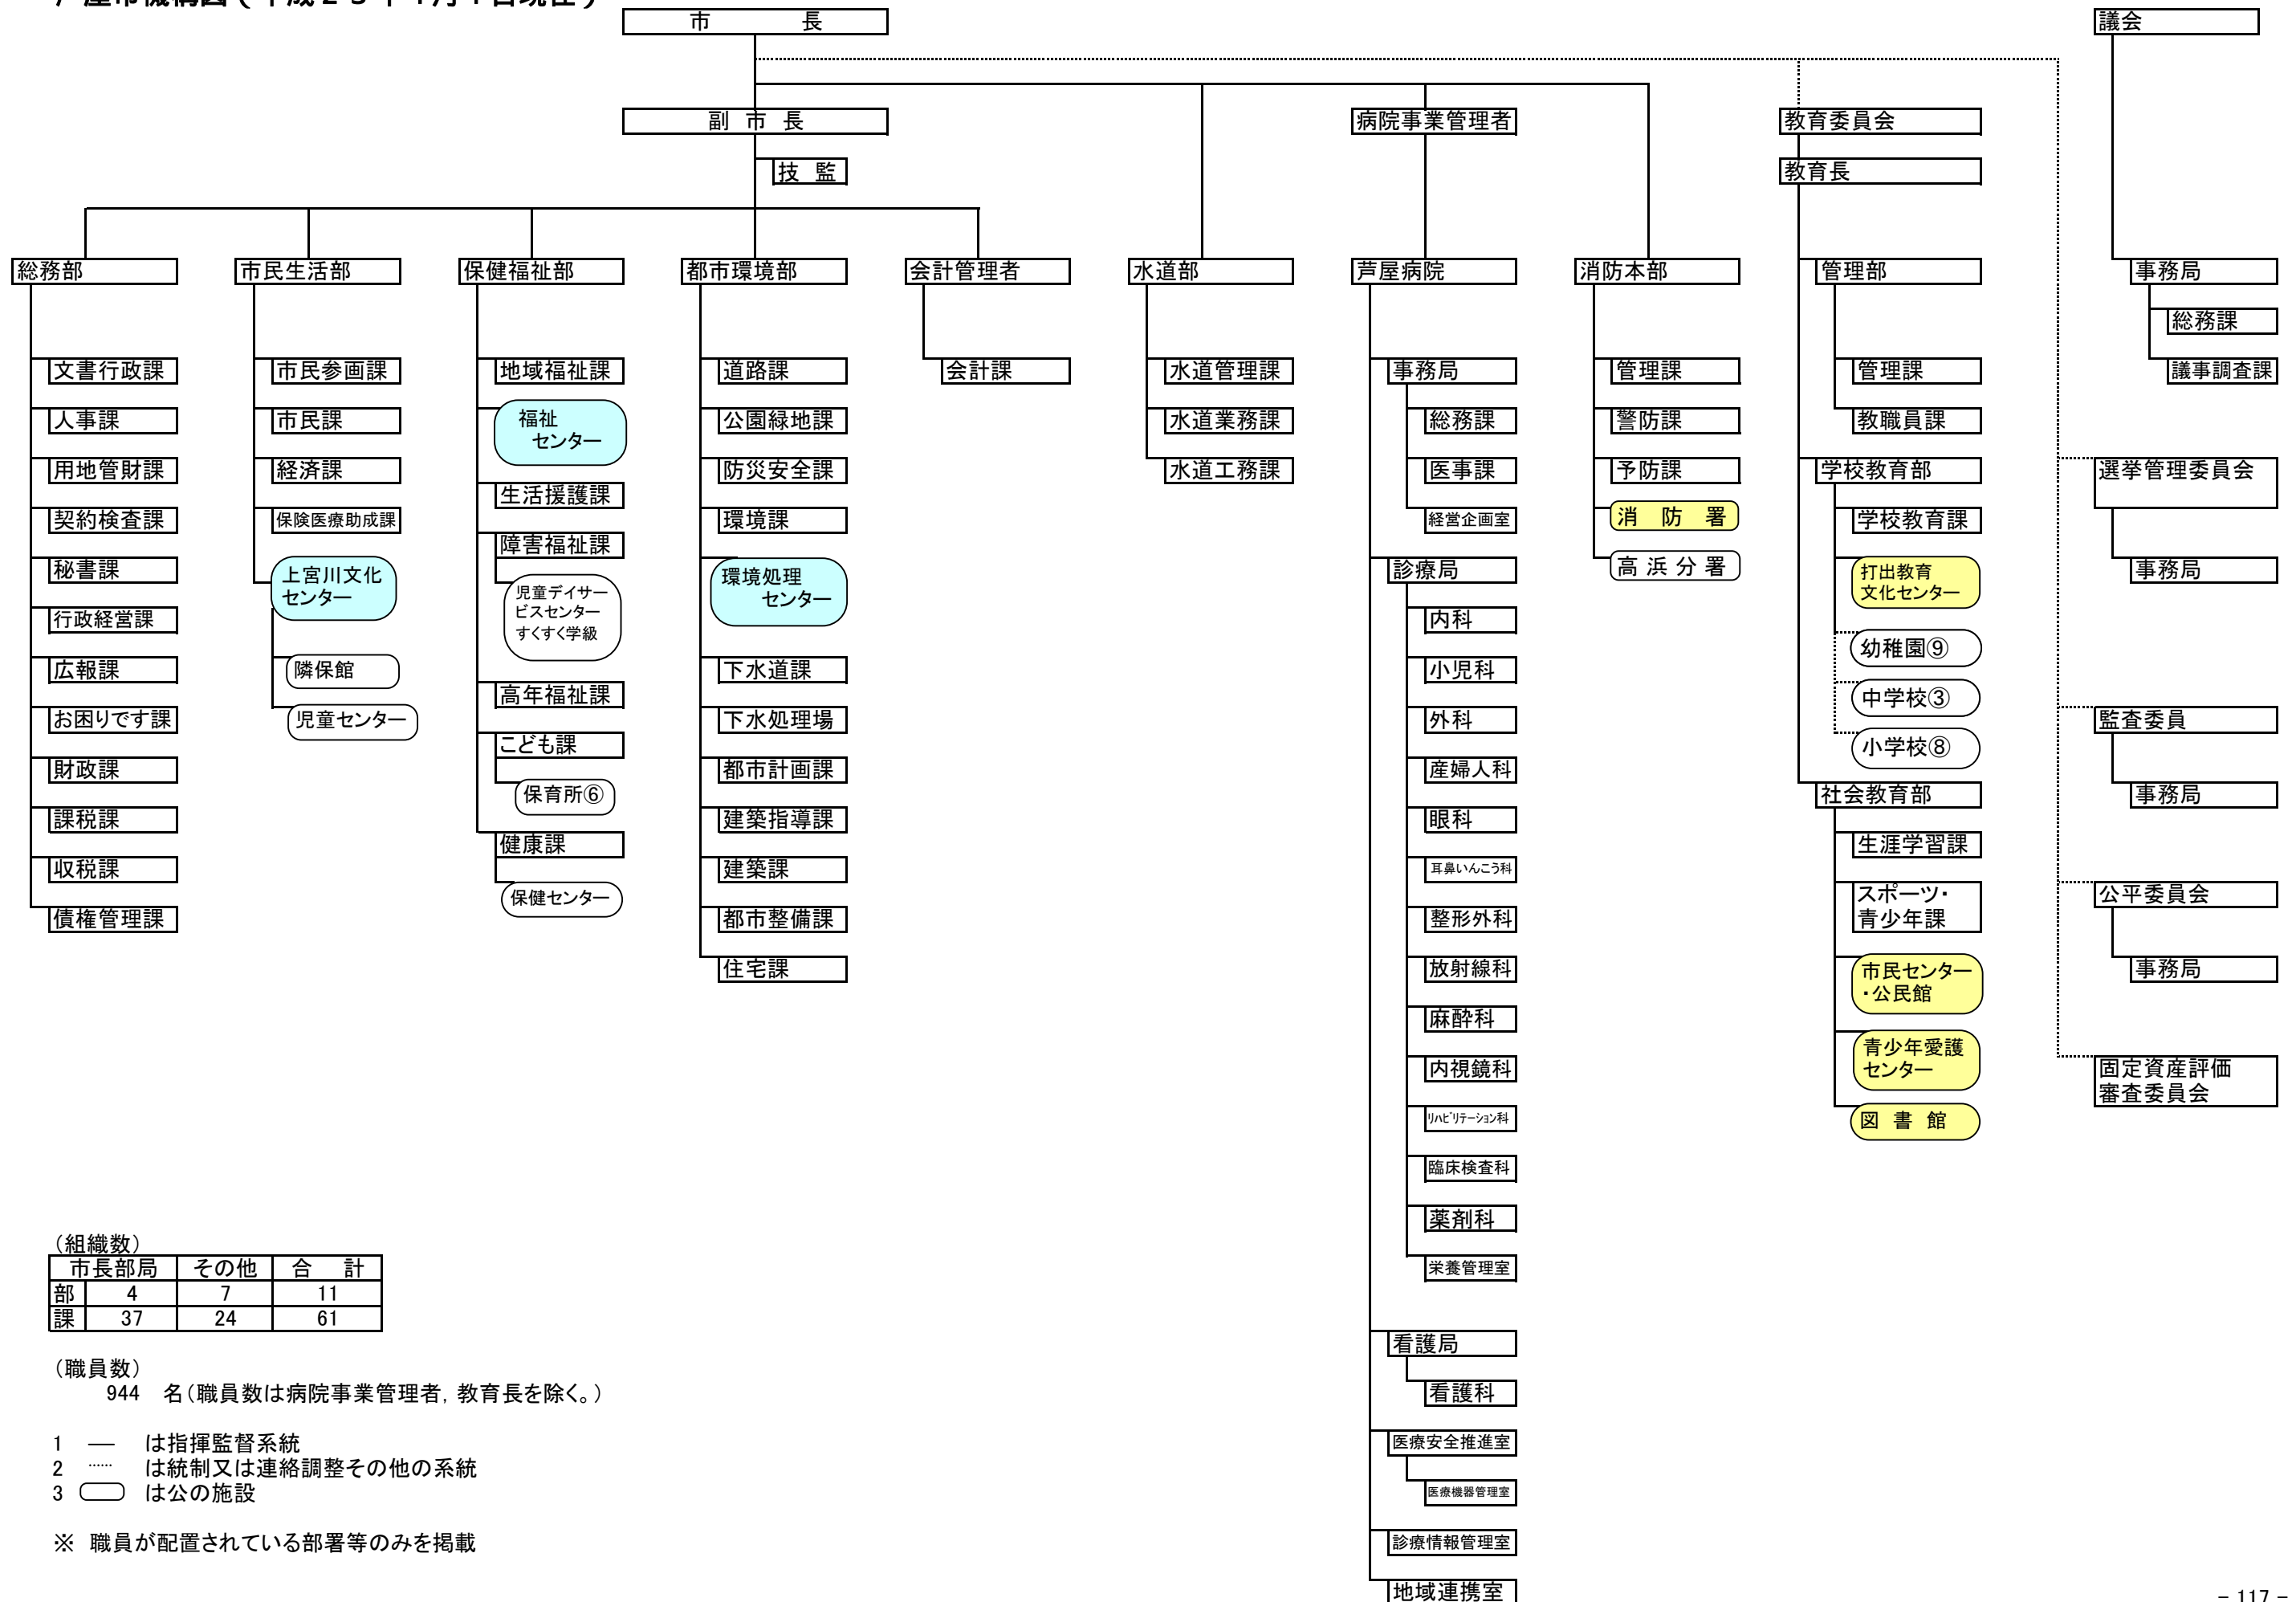 市　　　　長
議会
副　市　長
病院事業管理者
教育委員会
技　監
教育長
総務部
市民生活部
保健福祉部
都市環境部
会計管理者
水道部
芦屋病院
消防本部
管理部
事務局
総務課
議事調査課
文書行政課
人事課
用地管財課
契約検査課
秘書課
行政経営課
広報課
お困りです課
財政課
課税課
収税課
債権管理課
市民参画課
市民課
経済課
保険医療助成課
上宮川文化
センター
隣保館
児童センター
地域福祉課
福祉
センター
生活援護課
障害福祉課
児童デイサー
ビスセンター
すくすく学級
高年福祉課
こども課
保育所⑥
健康課
保健センター
道路課
公園緑地課
防災安全課
環境課
環境処理
センター
下水道課
下水処理場
都市計画課
建築指導課
建築課
都市整備課
住宅課
会計課
水道管理課
水道業務課
水道工務課
事務局
総務課
医事課
経営企画室
診療局
内科
小児科
外科
産婦人科
眼科
耳鼻いんこう科
整形外科
放射線科
麻酔科
内視鏡科
ﾘﾊﾋﾞﾘﾃｰｼｮﾝ科
臨床検査科
薬剤科
栄養管理室
看護局
看護科
医療安全推進室
医療機器管理室
診療情報管理室
地域連携室
管理課
警防課
予防課
消　防　署
高 浜 分 署
管理課
教職員課
学校教育部
学校教育課
打出教育
文化センター
幼稚園⑨
中学校③
小学校⑧
社会教育部
生涯学習課
スポーツ・
青少年課
市民センター
・公民館
青少年愛護
センター
図　書　館
選挙管理委員会
事務局
監査委員
事務局
公平委員会
事務局
固定資産評価
審査委員会
（組織数）
市長部局　その他　合　計
部　4　7　11
課　37　24　61
（職員数）
944　名（職員数は病院事業管理者，教育長を除く。）
1　―　は指揮監督系統
2　……　は統制又は連絡調整その他の系統
3　は公の施設
※　職員が配置されている部署等のみを掲載
- 117 -